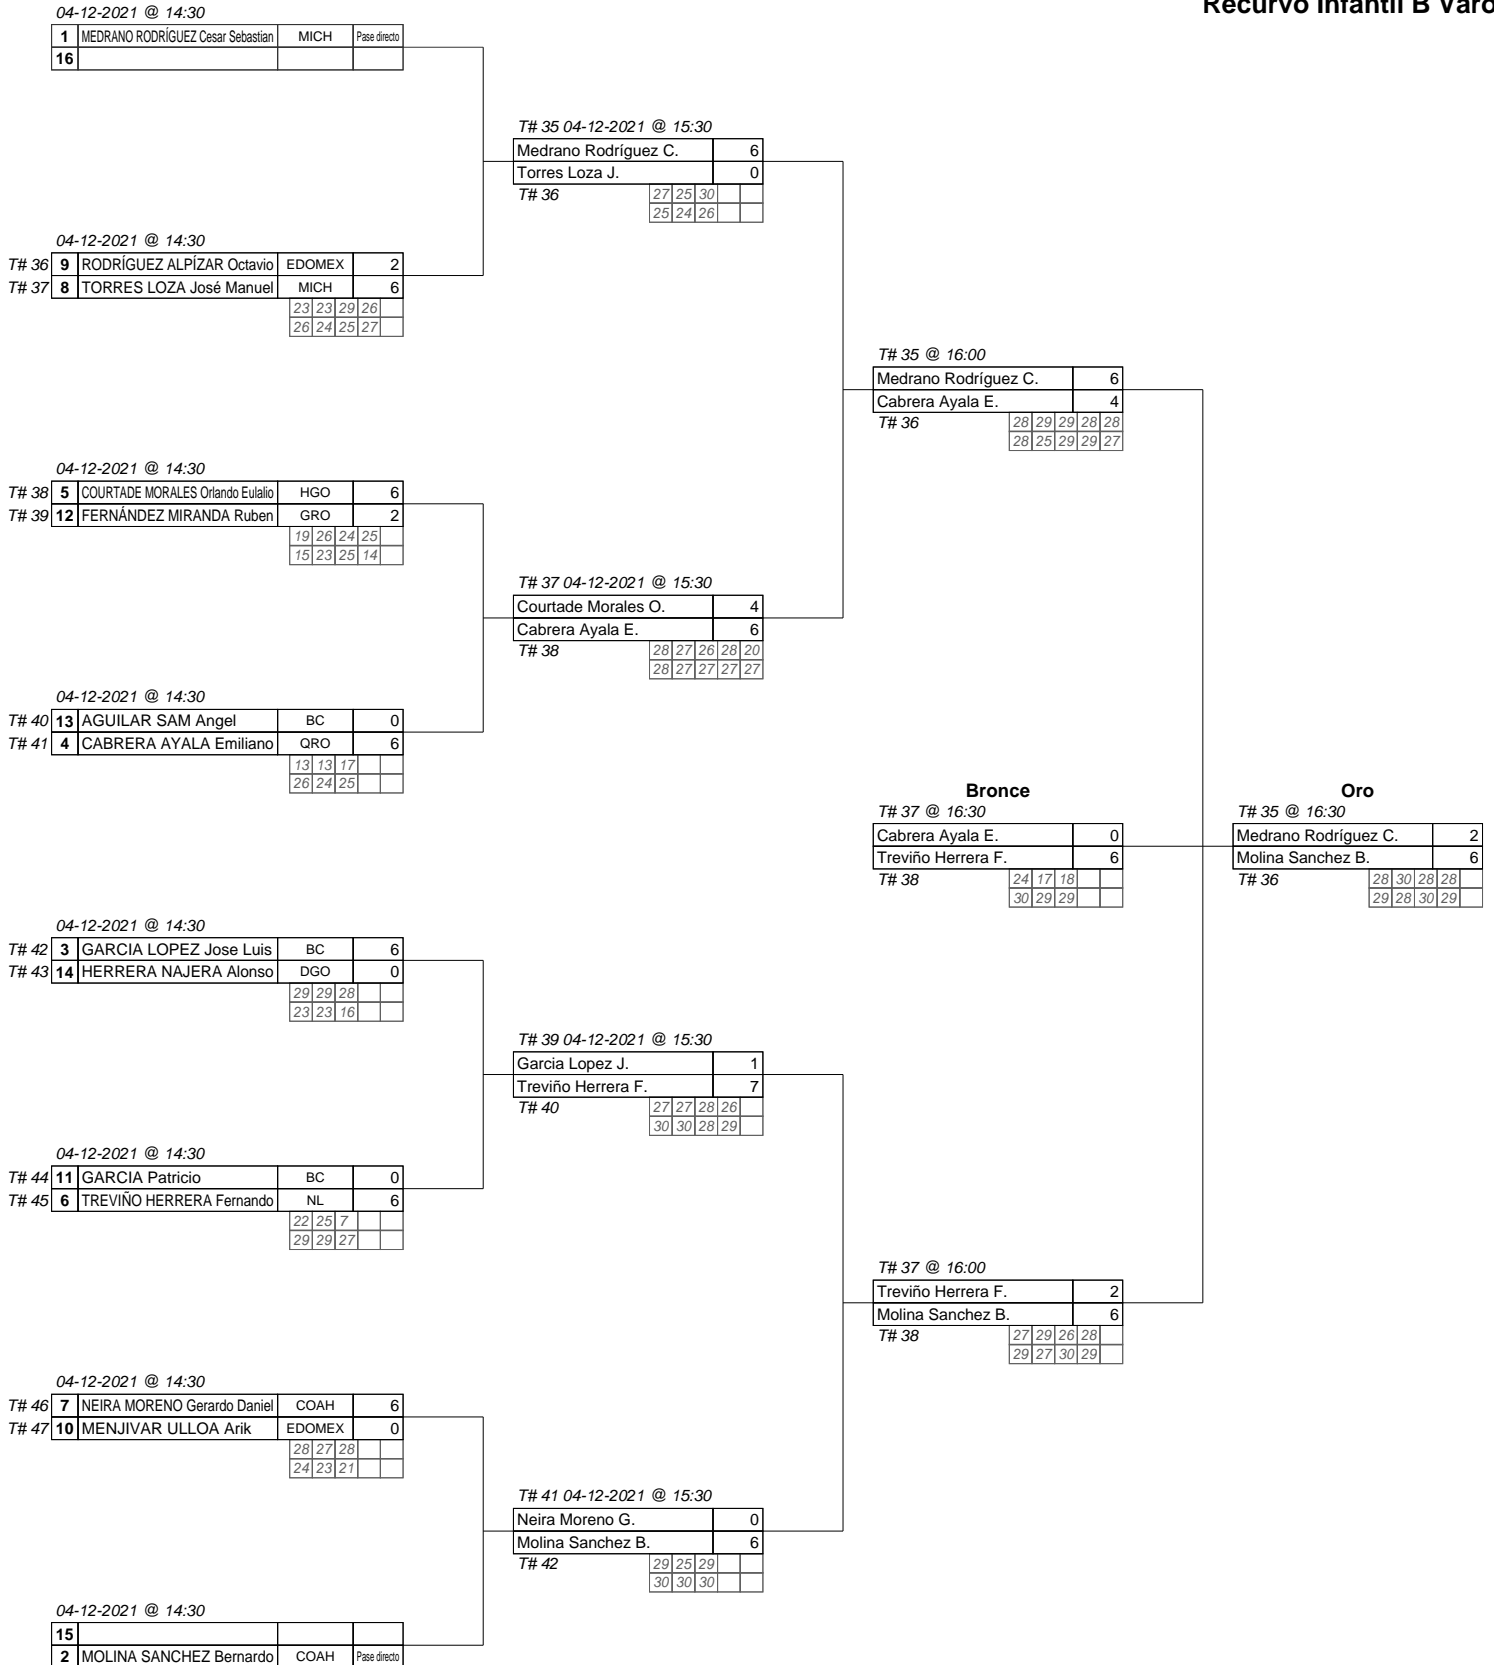 Recurvo Infantil B Varo
04-12-2021 @ 14:30
1 MEDRANO RODRÍGUEZ Cesar Sebastian MICH Pase directo
16
T# 35 04-12-2021 @ 15:30
Medrano Rodríguez C. 6
Torres Loza J. 0
T# 36 27 25 30
25 24 26
04-12-2021 @ 14:30
T# 36 9 RODRÍGUEZ ALPÍZAR Octavio EDOMEX 2
T# 37 8 TORRES LOZA José Manuel MICH 6
23 23 29 26
26 24 25 27
T# 35 @ 16:00
Medrano Rodríguez C. 6
Cabrera Ayala E. 4
T# 36 28 29 29 28 28
28 25 29 29 27
04-12-2021 @ 14:30
T# 38 5 COURTADE MORALES Orlando Eulalio HGO 6
T# 39 12 FERNÁNDEZ MIRANDA Ruben GRO 2
19 26 24 25
15 23 25 14
T# 37 04-12-2021 @ 15:30
Courtade Morales O. 4
Cabrera Ayala E. 6
T# 38 28 27 26 28 20
28 27 27 27 27
04-12-2021 @ 14:30
T# 40 13 AGUILAR SAM Angel BC 0
T# 41 4 CABRERA AYALA Emiliano QRO 6
13 13 17
26 24 25
Bronce
T# 37 @ 16:30
Cabrera Ayala E. 0
Treviño Herrera F. 6
T# 38 24 17 18
30 29 29
Oro
T# 35 @ 16:30
Medrano Rodríguez C. 2
Molina Sanchez B. 6
T# 36 28 30 28 28
29 28 30 29
04-12-2021 @ 14:30
T# 42 3 GARCIA LOPEZ Jose Luis BC 6
T# 43 14 HERRERA NAJERA Alonso DGO 0
29 29 28
23 23 16
T# 39 04-12-2021 @ 15:30
Garcia Lopez J. 1
Treviño Herrera F. 7
T# 40 27 27 28 26
30 30 28 29
04-12-2021 @ 14:30
T# 44 11 GARCIA Patricio BC 0
T# 45 6 TREVIÑO HERRERA Fernando NL 6
22 25 7
29 29 27
T# 37 @ 16:00
Treviño Herrera F. 2
Molina Sanchez B. 6
T# 38 27 29 26 28
29 27 30 29
04-12-2021 @ 14:30
T# 46 7 NEIRA MORENO Gerardo Daniel COAH 6
T# 47 10 MENJIVAR ULLOA Arik EDOMEX 0
28 27 28
24 23 21
T# 41 04-12-2021 @ 15:30
Neira Moreno G. 0
Molina Sanchez B. 6
T# 42 29 25 29
30 30 30
04-12-2021 @ 14:30
15
2 MOLINA SANCHEZ Bernardo COAH Pase directo